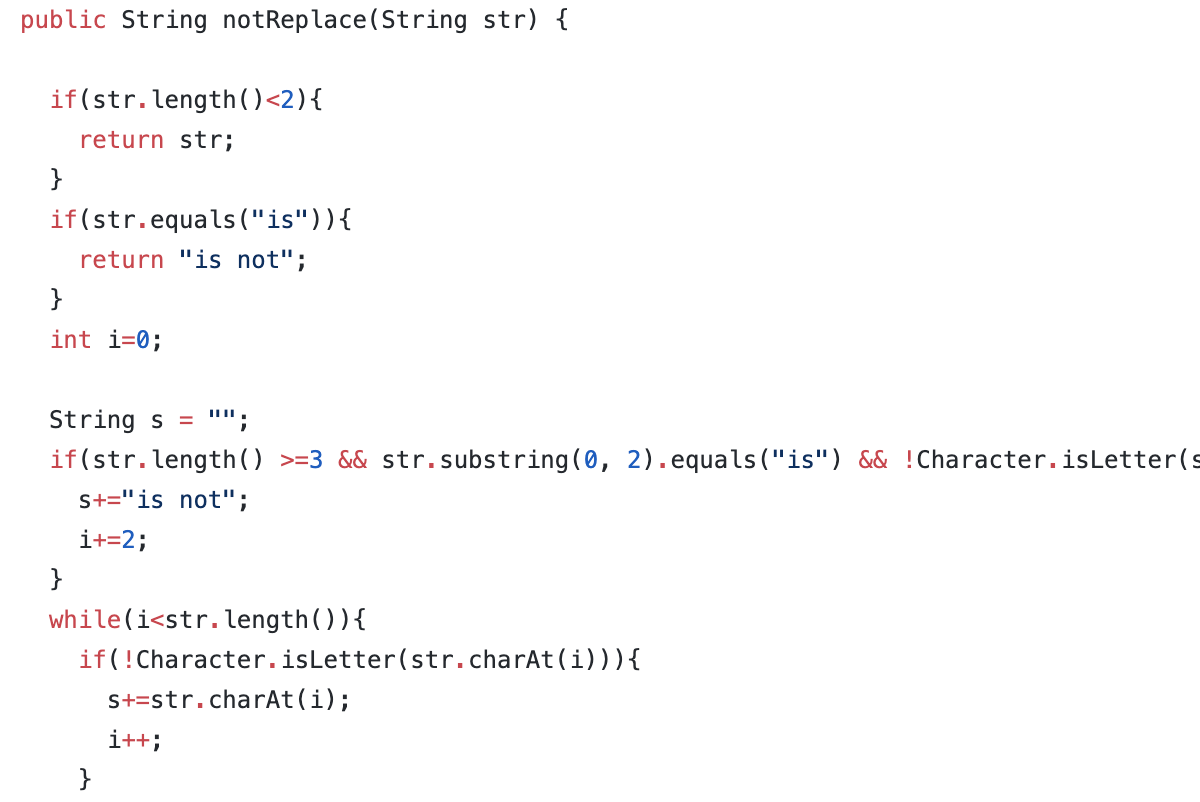 public String notReplace(String str) {
if(str.length()<2){
return str;
}
if(str.equals("is")){
return "is not";
}
int i=0;
String s = "";
if(str.length() >=3 && str.substring(0, 2).equals("is") && !Character.isLetter(s
s+="is not";
i+=2;
}
while(i<str.length()){
if(!Character.isLetter(str.charAt(i))){
s+=str.charAt(i);
i++;
}